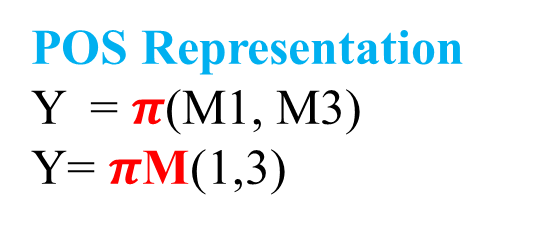 POS Representation
Y = π(M1, M3)
Y= πM(1,3)